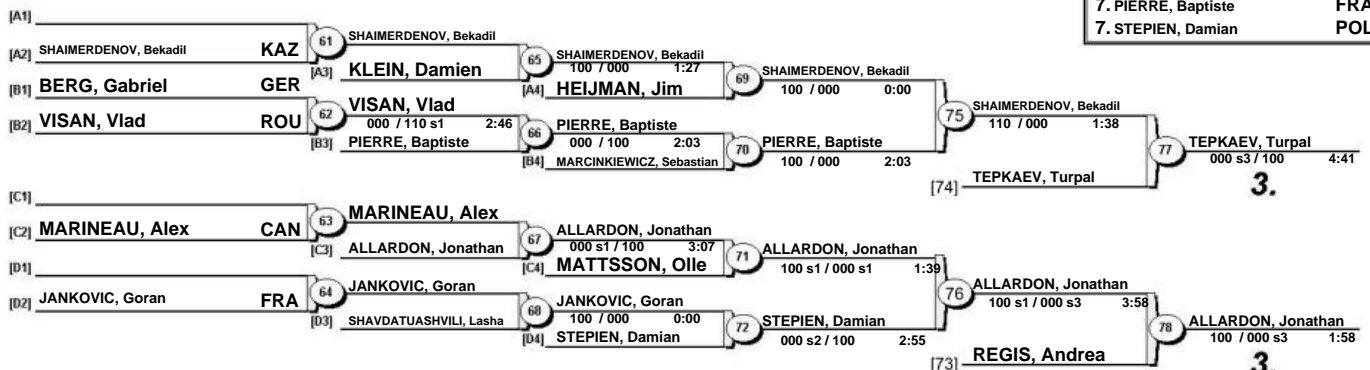 7. PIERRE, Baptiste FRA
7. STEPIEN, Damian POL
[A1]
[A2] SHAIMERDENOV, Bekadil KAZ
61
SHAIMERDENOV, Bekadil
[A3] KLEIN, Damien
65
SHAIMERDENOV, Bekadil
100 / 000 1:27
[A4] HEIJMAN, Jim
69
SHAIMERDENOV, Bekadil
100 / 000 0:00
[B1] BERG, Gabriel GER
[B2] VISAN, Vlad ROU
62
VISAN, Vlad
000 / 110 s1 2:46
[B3] PIERRE, Baptiste
66
PIERRE, Baptiste
000 / 100 2:03
[B4] MARCINKIEWICZ, Sebastian
70
PIERRE, Baptiste
100 / 000 2:03
75
SHAIMERDENOV, Bekadil
110 / 000 1:38
[74] TEPKAEV, Turpal
77
TEPKAEV, Turpal
000 s3 / 100 4:41
3.
[C1]
[C2] MARINEAU, Alex CAN
63
MARINEAU, Alex
[C3] ALLARDON, Jonathan
67
ALLARDON, Jonathan
000 s1 / 100 3:07
[C4] MATTSSON, Olle
71
ALLARDON, Jonathan
100 s1 / 000 s1 1:39
[D1]
[D2] JANKOVIC, Goran FRA
64
JANKOVIC, Goran
[D3] SHAVDATUASHVILI, Lasha
68
JANKOVIC, Goran
100 / 000 0:00
[D4] STEPIEN, Damian
72
STEPIEN, Damian
000 s2 / 100 2:55
76
ALLARDON, Jonathan
100 s1 / 000 s3 3:58
[73] REGIS, Andrea
78
ALLARDON, Jonathan
100 / 000 s3 1:58
3.